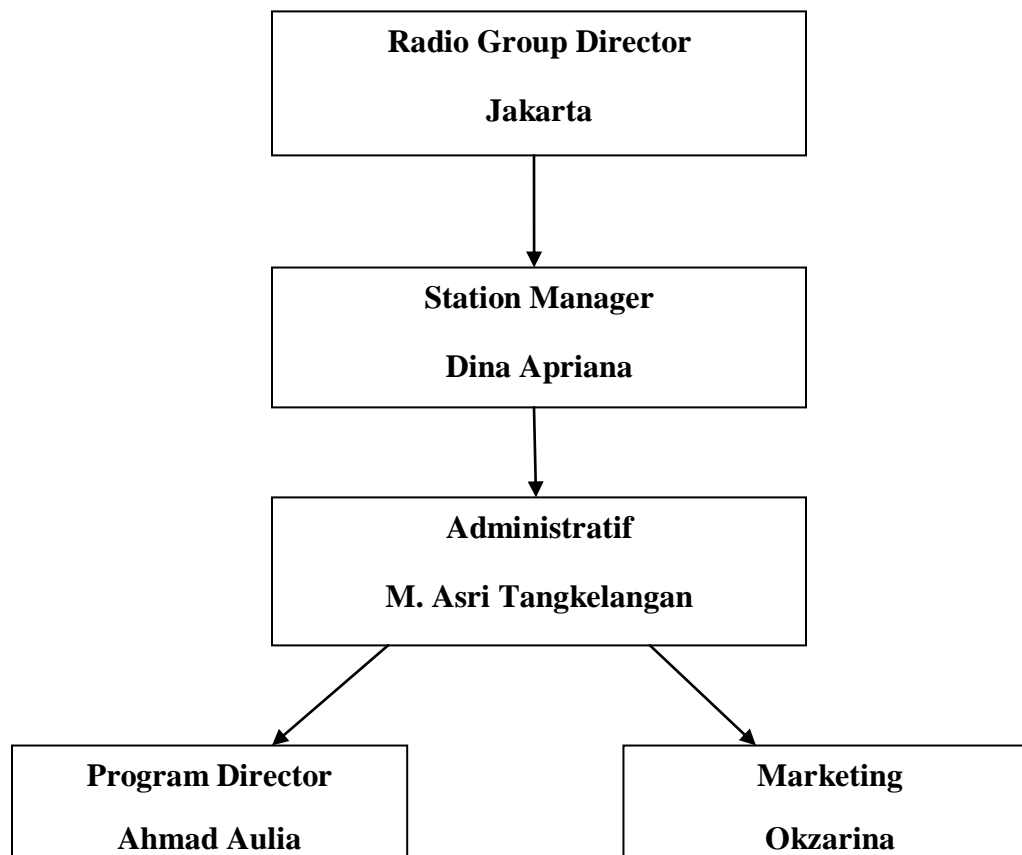 Radio Group Director
Jakarta
Station Manager
Dina Apriana
Administratif
M. Asri Tangkelangan
Program Director
Ahmad Aulia
Marketing
Okzarina